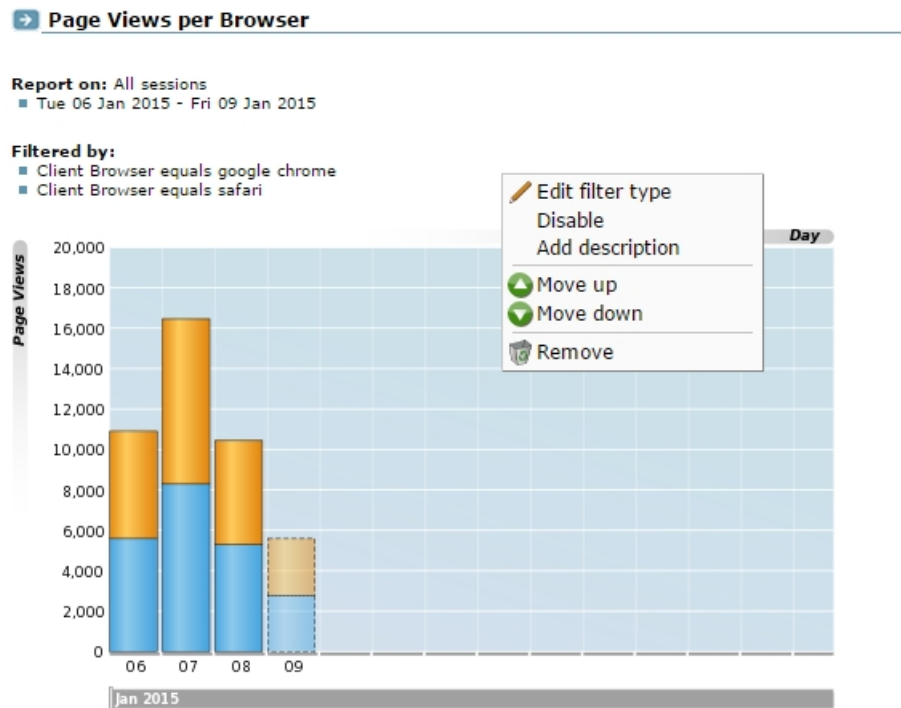 Page Views per Browser
Report on: All sessions
Tue 06 Jan 2015 - Fri 09 Jan 2015
Filtered by:
Client Browser equals google chrome
Client Browser equals safari
Edit filter type
Disable
Add description
Move up
Move down
Remove
Day
Page Views
20,000
18,000
16,000
14,000
12,000
10,000
8,000
6,000
4,000
2,000
0
06 07 08 09
Jan 2015